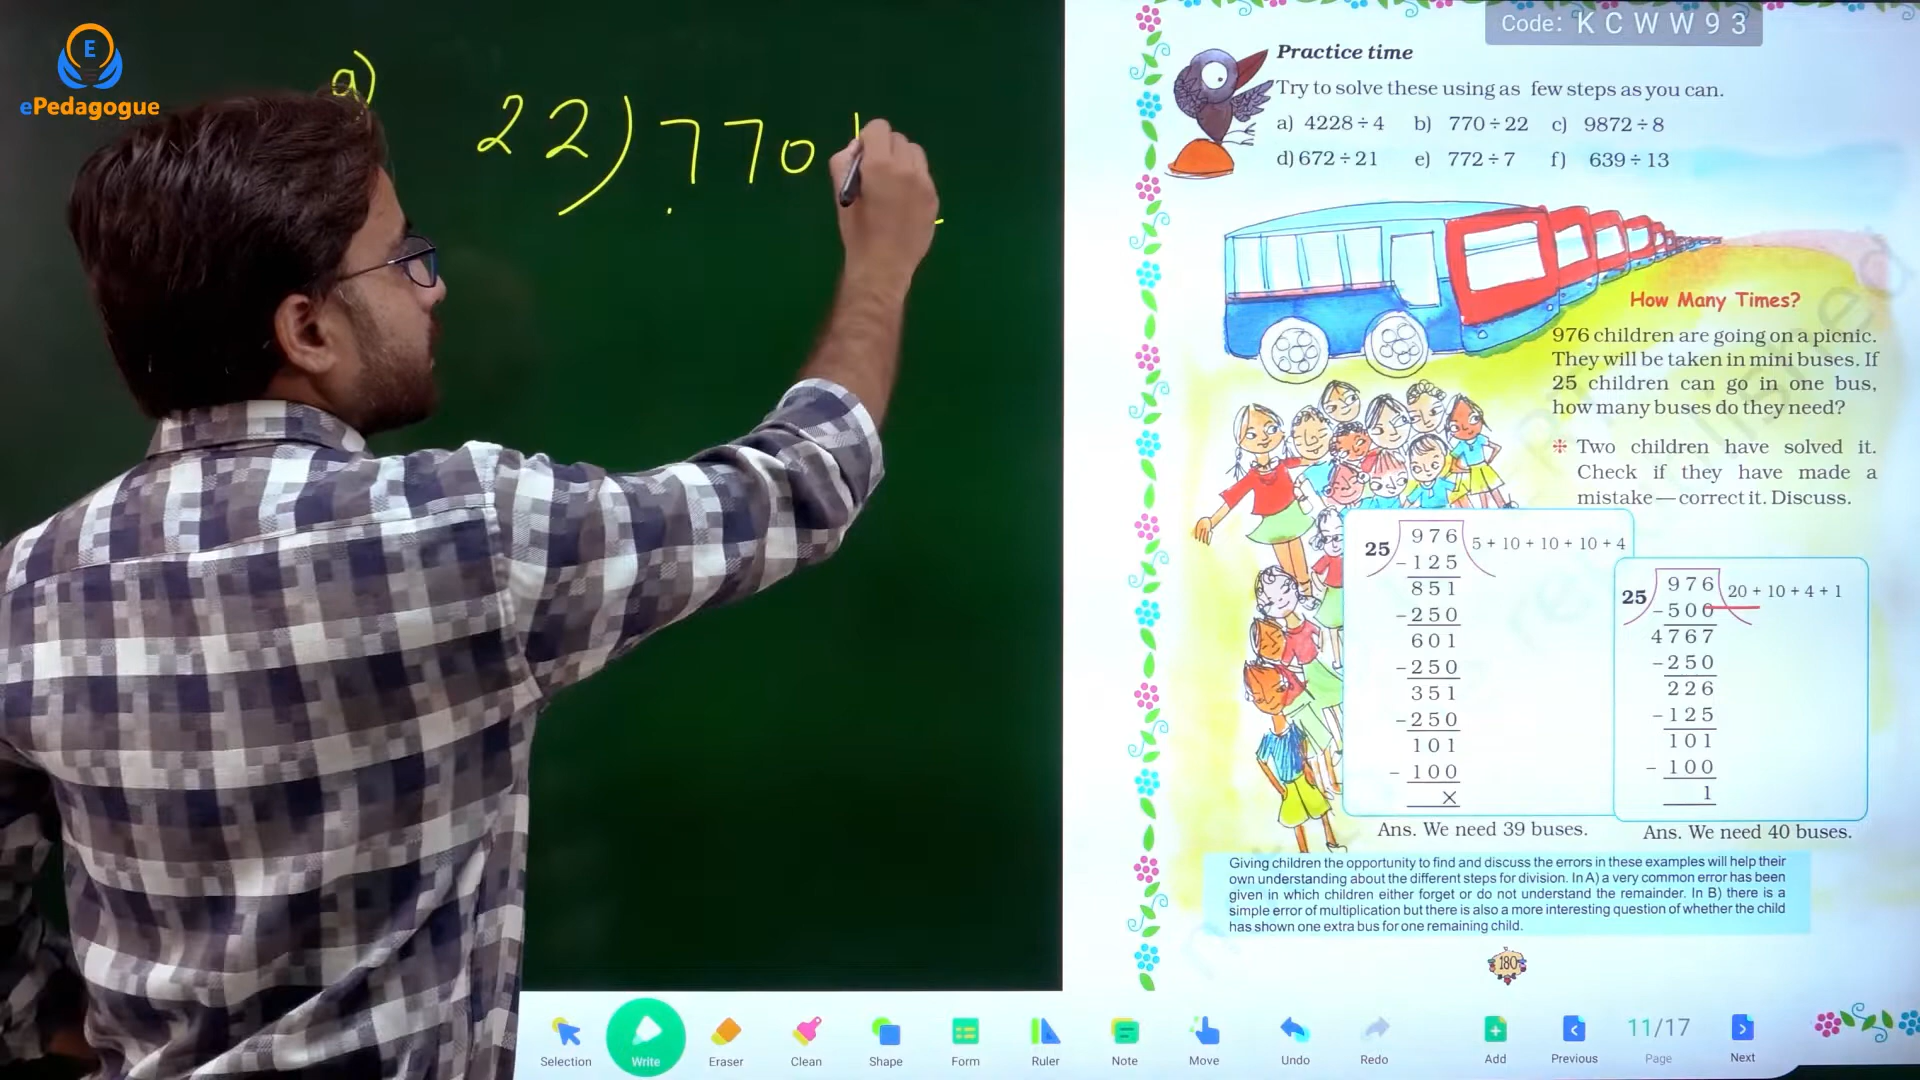 E
ePedagogue
a)
22)770
Code: KCWW93
Practice time
Try to solve these using as few steps as you can.
a) 4228 ÷ 4 b) 770 ÷ 22 c) 9872 ÷ 8
d) 672 ÷ 21 e) 772 ÷ 7 f) 639 ÷ 13
How Many Times?
976 children are going on a picnic.
They will be taken in mini buses. If
25 children can go in one bus,
how many buses do they need?
* Two children have solved it.
Check if they have made a
mistake — correct it. Discuss.
25 976 5 + 10 + 10 + 10 + 4
-125
851
-250
601
-250
351
-250
101
- 100
X
Ans. We need 39 buses.
25 976 20 + 10 + 4 + 1
-500
4767
-250
226
-125
101
- 100
1
Ans. We need 40 buses.
Giving children the opportunity to find and discuss the errors in these examples will help their
own understanding about the different steps for division. In A) a very common error has been
given in which children either forget or do not understand the remainder. In B) there is a
simple error of multiplication but there is also a more interesting question of whether the child
has shown one extra bus for one remaining child.
180
Selection Write Eraser Clean Shape Form Ruler Note Move Undo Redo Add Previous 11/17 Page Next